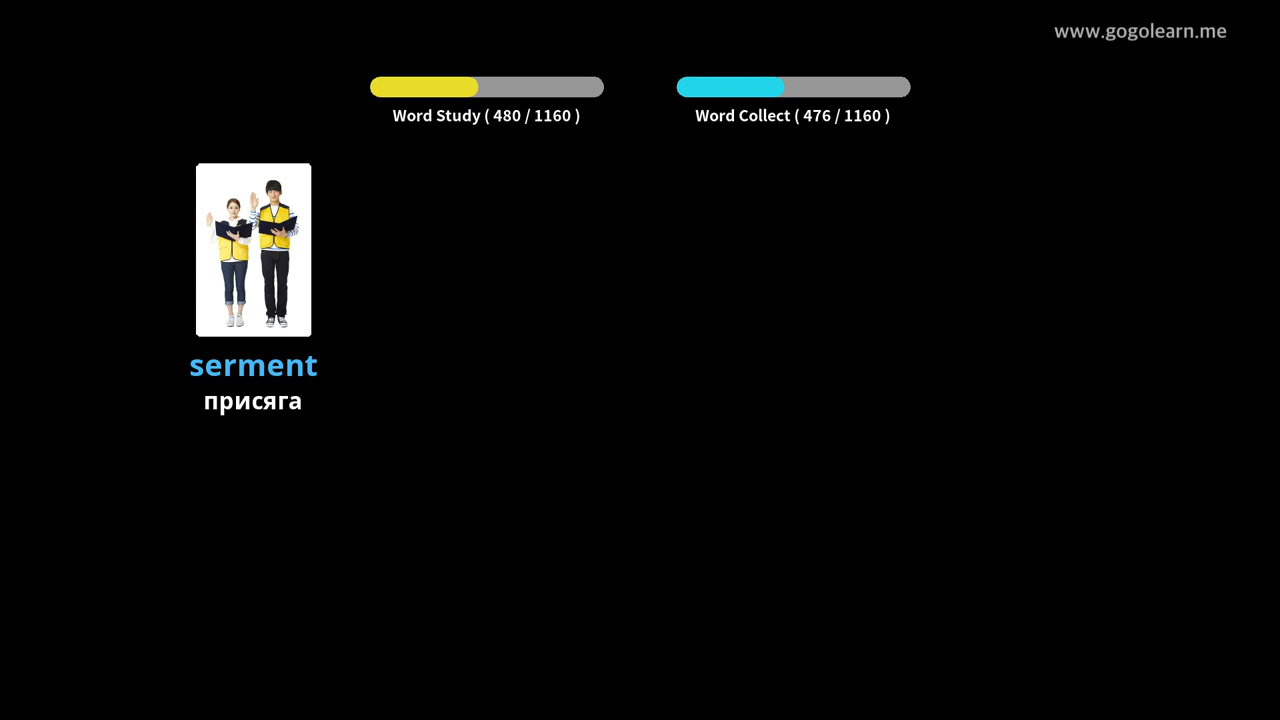 www.gogolearn.me
Word Study ( 480 / 1160 )
Word Collect ( 476 / 1160 )
serment
присяга